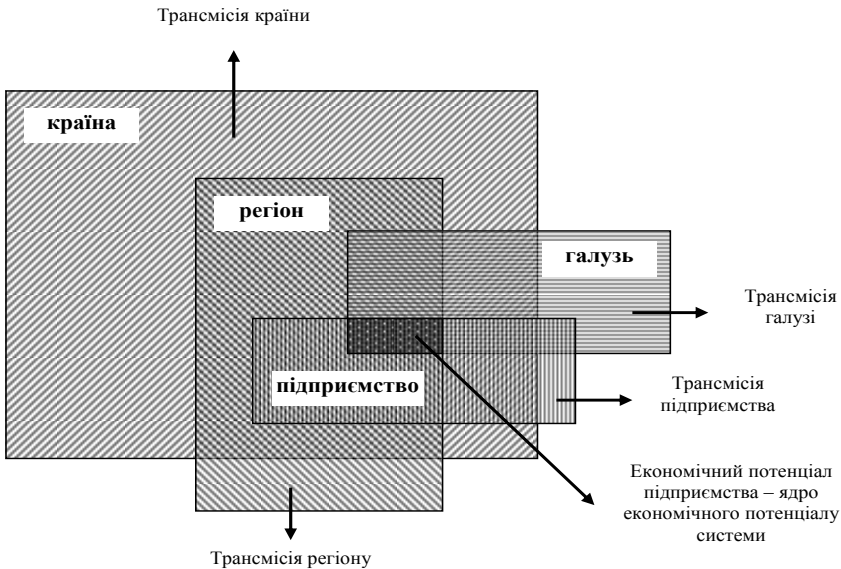 Трансмісія країни
країна
регіон
галузь
Трансмісія
галузі
підприємство
Трансмісія
підприємства
Економічний потенціал
підприємства – ядро
економічного потенціалу
системи
Трансмісія регіону